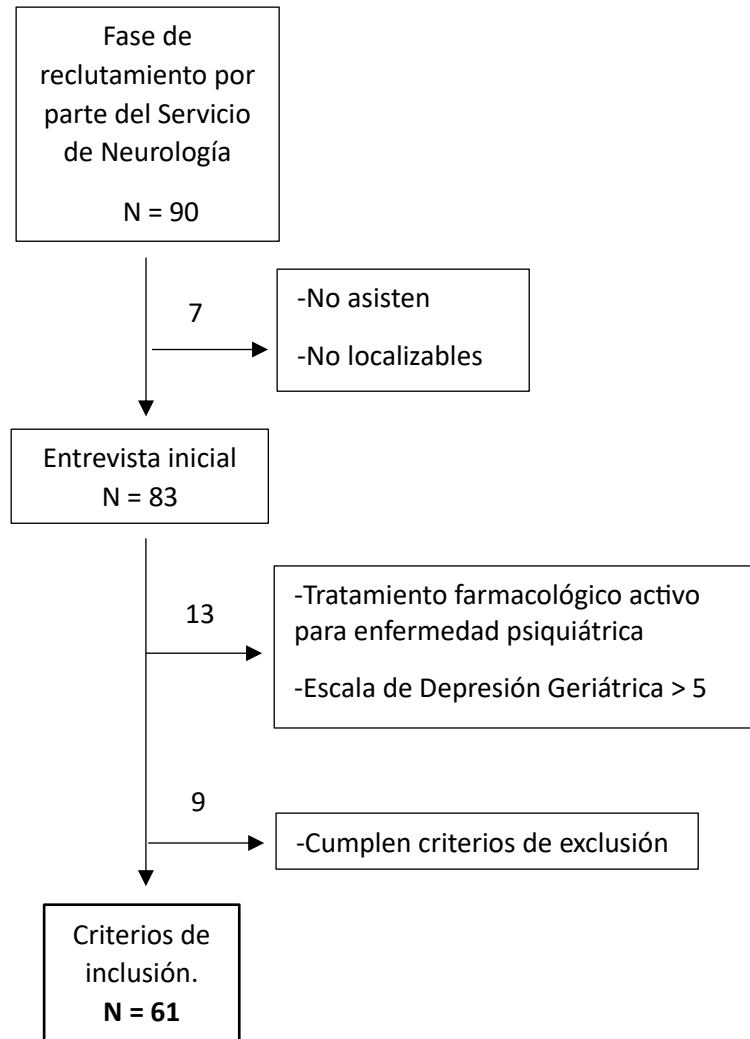 Fase de
reclutamiento por
parte del Servicio
de Neurología
N = 90
7
-No asisten
-No localizables
Entrevista inicial
N = 83
13
-Tratamiento farmacológico activo
para enfermedad psiquiátrica
-Escala de Depresión Geriátrica > 5
9
-Cumplen criterios de exclusión
Criterios de
inclusión.
N = 61